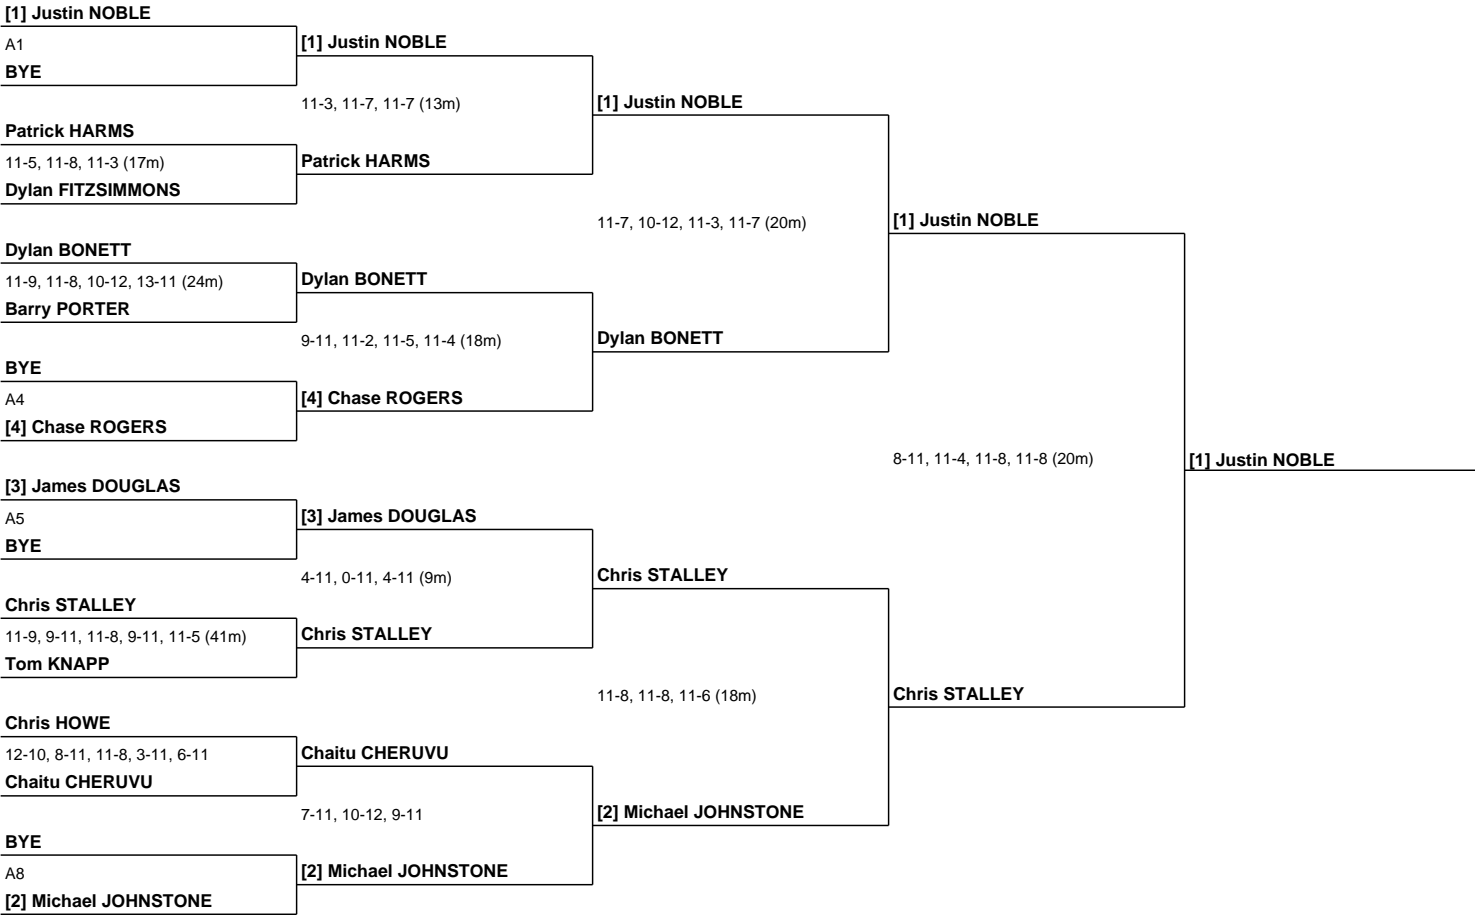 [1] Justin NOBLE
A1
BYE
Patrick HARMS
11-5, 11-8, 11-3 (17m)
Dylan FITZSIMMONS
Dylan BONETT
11-9, 11-8, 10-12, 13-11 (24m)
Barry PORTER
BYE
A4
[4] Chase ROGERS
[3] James DOUGLAS
A5
BYE
Chris STALLEY
11-9, 9-11, 11-8, 9-11, 11-5 (41m)
Tom KNAPP
Chris HOWE
12-10, 8-11, 11-8, 3-11, 6-11
Chaitu CHERUVU
BYE
A8
[2] Michael JOHNSTONE
[1] Justin NOBLE
11-3, 11-7, 11-7 (13m)
Patrick HARMS
Dylan BONETT
9-11, 11-2, 11-5, 11-4 (18m)
[4] Chase ROGERS
[3] James DOUGLAS
4-11, 0-11, 4-11 (9m)
Chris STALLEY
Chaitu CHERUVU
7-11, 10-12, 9-11
[2] Michael JOHNSTONE
[1] Justin NOBLE
11-7, 10-12, 11-3, 11-7 (20m)
Dylan BONETT
Chris STALLEY
11-8, 11-8, 11-6 (18m)
[2] Michael JOHNSTONE
[1] Justin NOBLE
8-11, 11-4, 11-8, 11-8 (20m)
Chris STALLEY
[1] Justin NOBLE